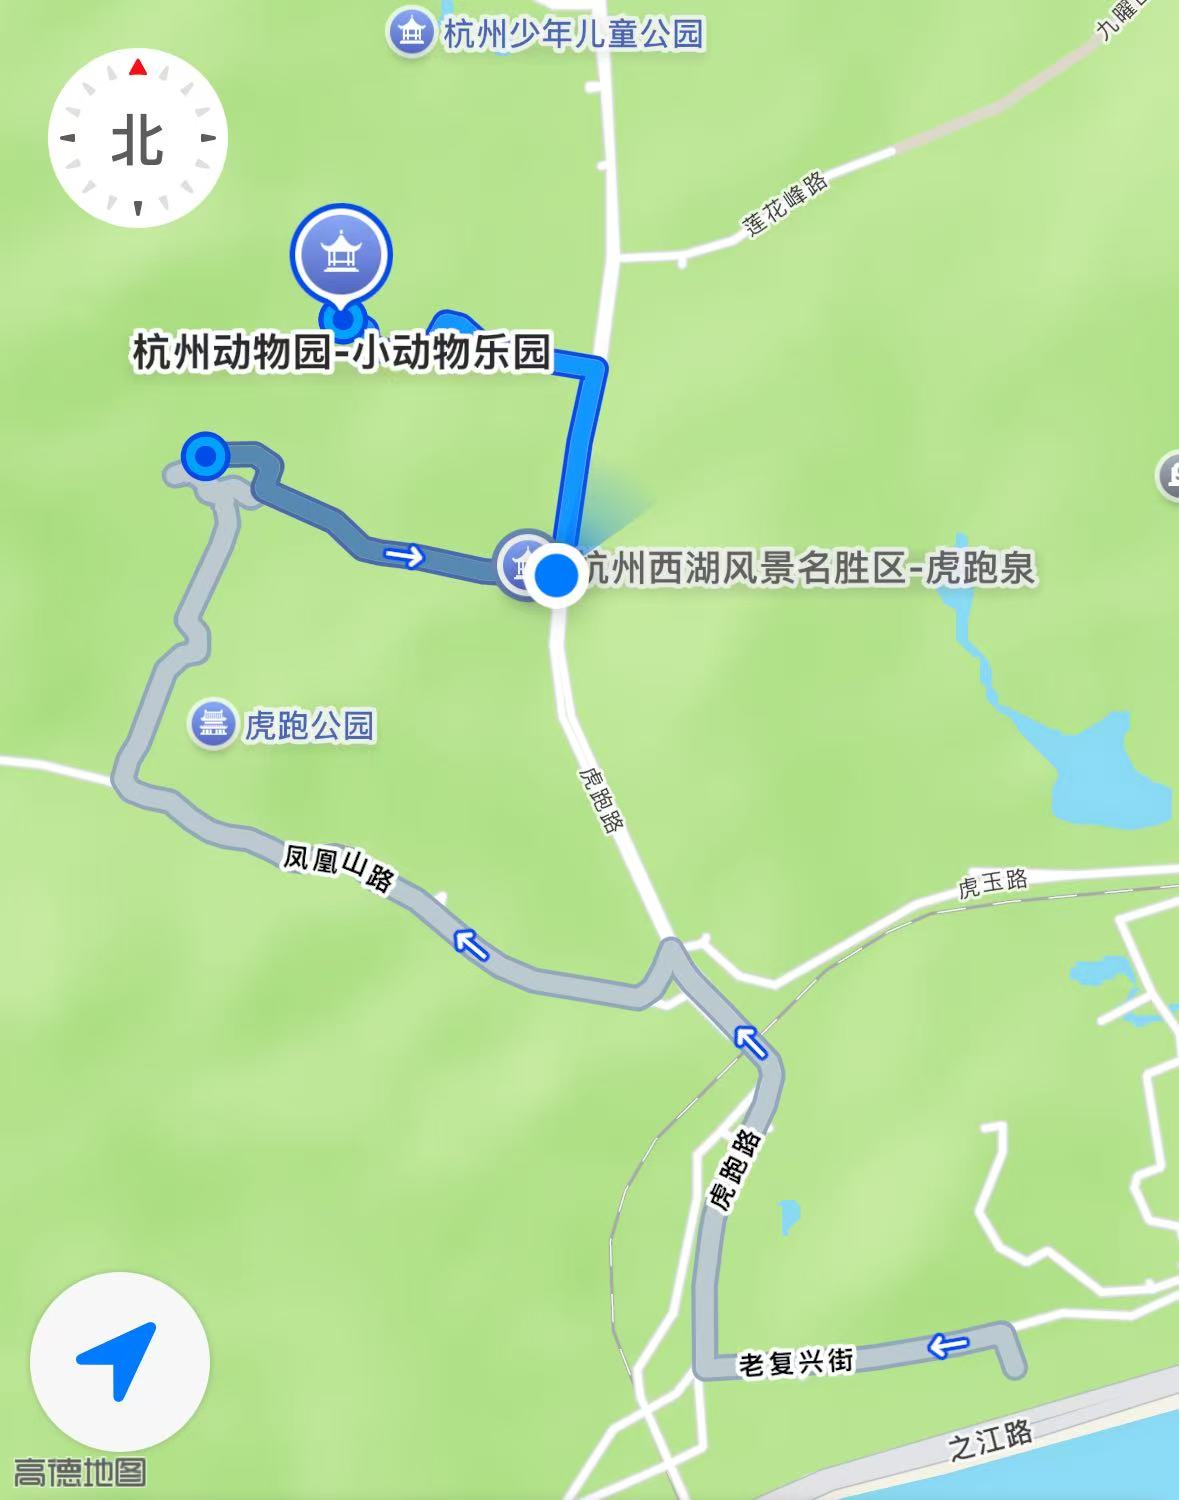 杭州少年儿童公园
北
莲花峰路
杭州动物园-小动物乐园
杭州西湖风景名胜区-虎跑泉
虎跑公园
虎跑路
凤凰山路
虎玉路
虎跑路
老复兴街
之江路
高德地图